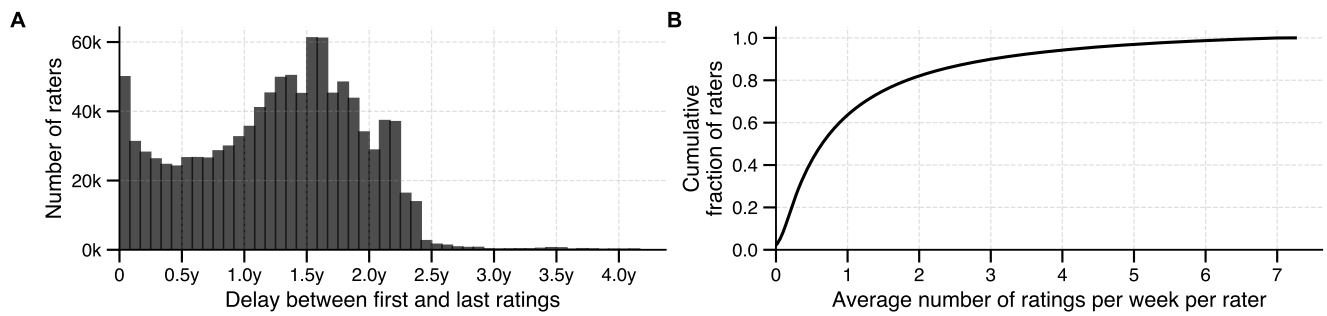 A
Number of raters
60k
40k
20k
0k
0 0.5y 1.0y 1.5y 2.0y 2.5y 3.0y 3.5y 4.0y
Delay between first and last ratings
B
Cumulative
fraction of raters
1.0
0.8
0.6
0.4
0.2
0.0
0 1 2 3 4 5 6 7
Average number of ratings per week per rater